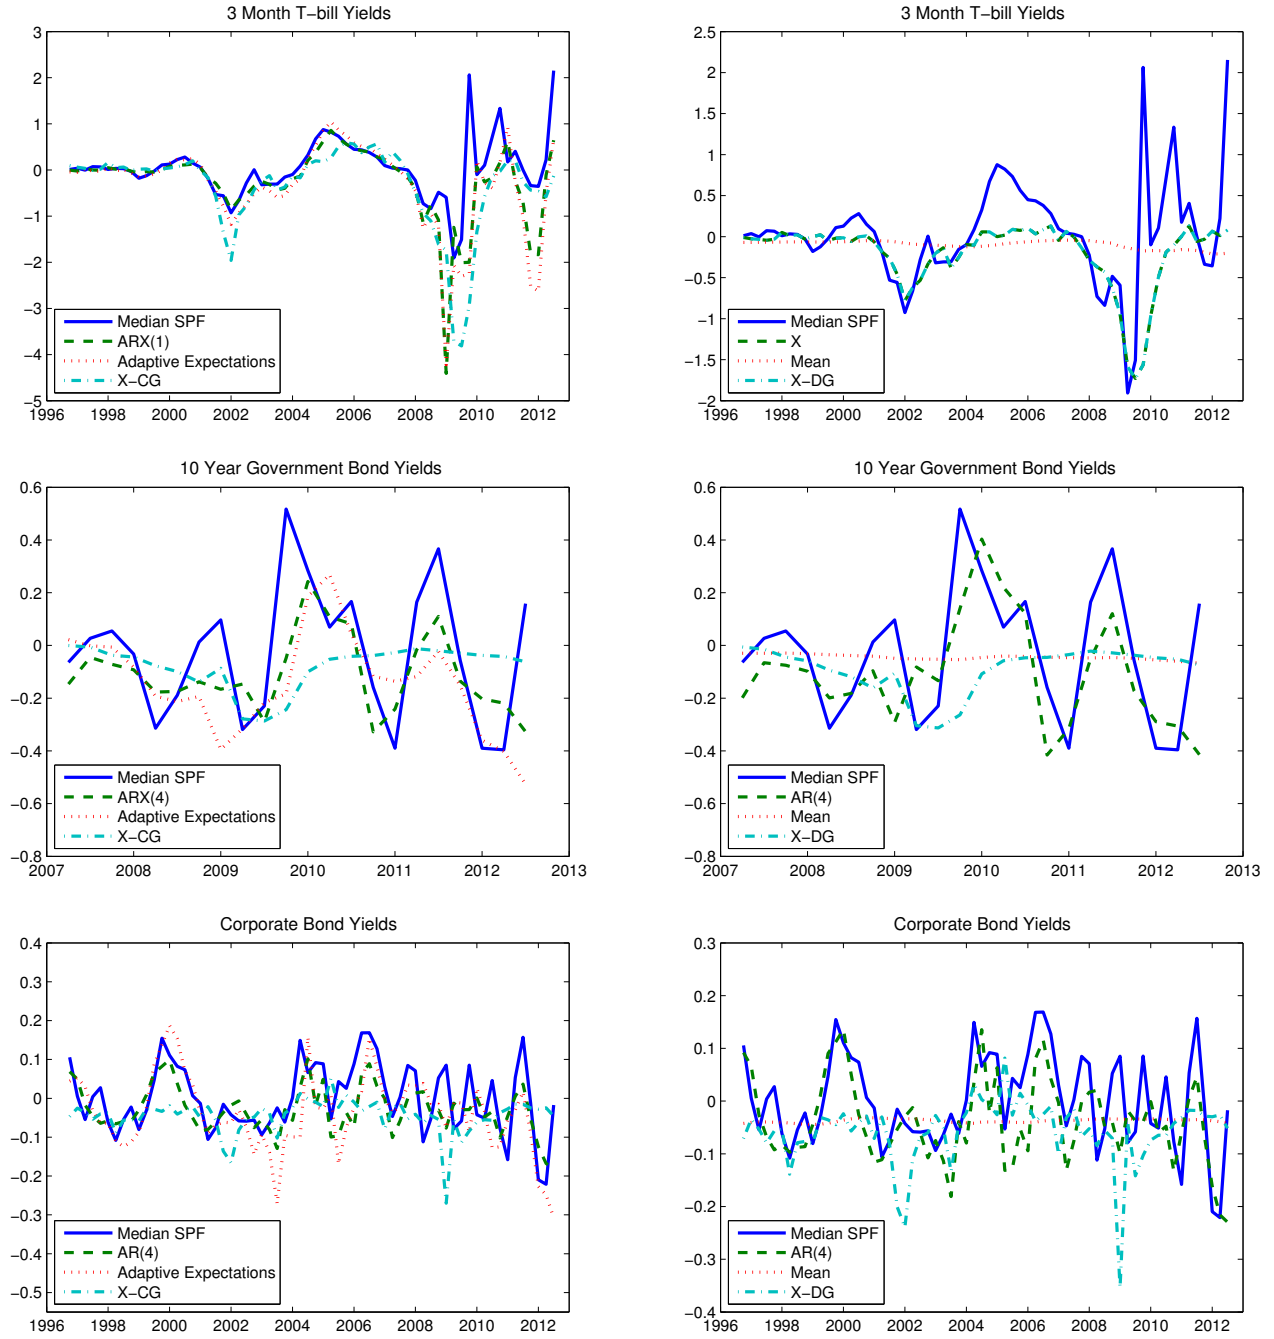 3 Month T−bill Yields
3
2
1
0
−1
−2
−3
−4
−5
1996 1998 2000 2002 2004 2006 2008 2010 2012
Median SPF
ARX(1)
Adaptive Expectations
X−CG
3 Month T−bill Yields
2.5
2
1.5
1
0.5
0
−0.5
−1
−1.5
−2
1996 1998 2000 2002 2004 2006 2008 2010 2012
Median SPF
X
Mean
X−DG
10 Year Government Bond Yields
0.6
0.4
0.2
0
−0.2
−0.4
−0.6
−0.8
2007 2008 2009 2010 2011 2012 2013
Median SPF
ARX(4)
Adaptive Expectations
X−CG
10 Year Government Bond Yields
0.6
0.4
0.2
0
−0.2
−0.4
−0.6
−0.8
2007 2008 2009 2010 2011 2012 2013
Median SPF
AR(4)
Mean
X−DG
Corporate Bond Yields
0.4
0.3
0.2
0.1
0
−0.1
−0.2
−0.3
−0.4
−0.5
1996 1998 2000 2002 2004 2006 2008 2010 2012
Median SPF
AR(4)
Adaptive Expectations
X−CG
Corporate Bond Yields
0.3
0.2
0.1
0
−0.1
−0.2
−0.3
−0.4
1996 1998 2000 2002 2004 2006 2008 2010 2012
Median SPF
AR(4)
Mean
X−DG